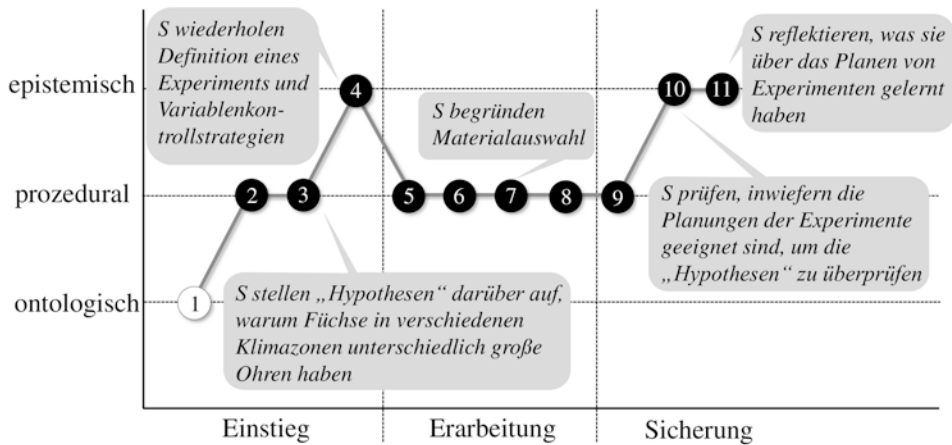 S wiederholen
Definition eines
Experiments und
Variablenkon-
trollstrategien
S reflektieren, was sie
über das Planen von
Experimenten gelernt
haben
epistemisch
4
10
11
S begründen
Materialauswahl
prozedural
2
3
5
6
7
8
9
S prüfen, inwiefern die
Planungen der Experimente
geeignet sind, um die
„Hypothesen“ zu überprüfen
ontologisch
1
S stellen „Hypothesen“ darüber auf,
warum Füchse in verschiedenen
Klimazonen unterschiedlich große
Ohren haben
Einstieg
Erarbeitung
Sicherung